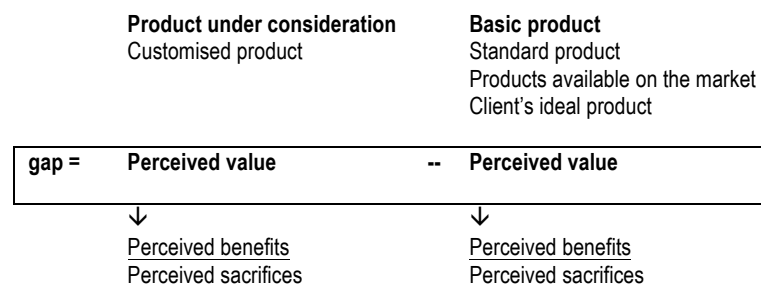 Product under consideration Basic product
Customised product Standard product
Products available on the market
Client's ideal product
gap = Perceived value -- Perceived value
↓ ↓
Perceived benefits Perceived benefits
Perceived sacrifices Perceived sacrifices